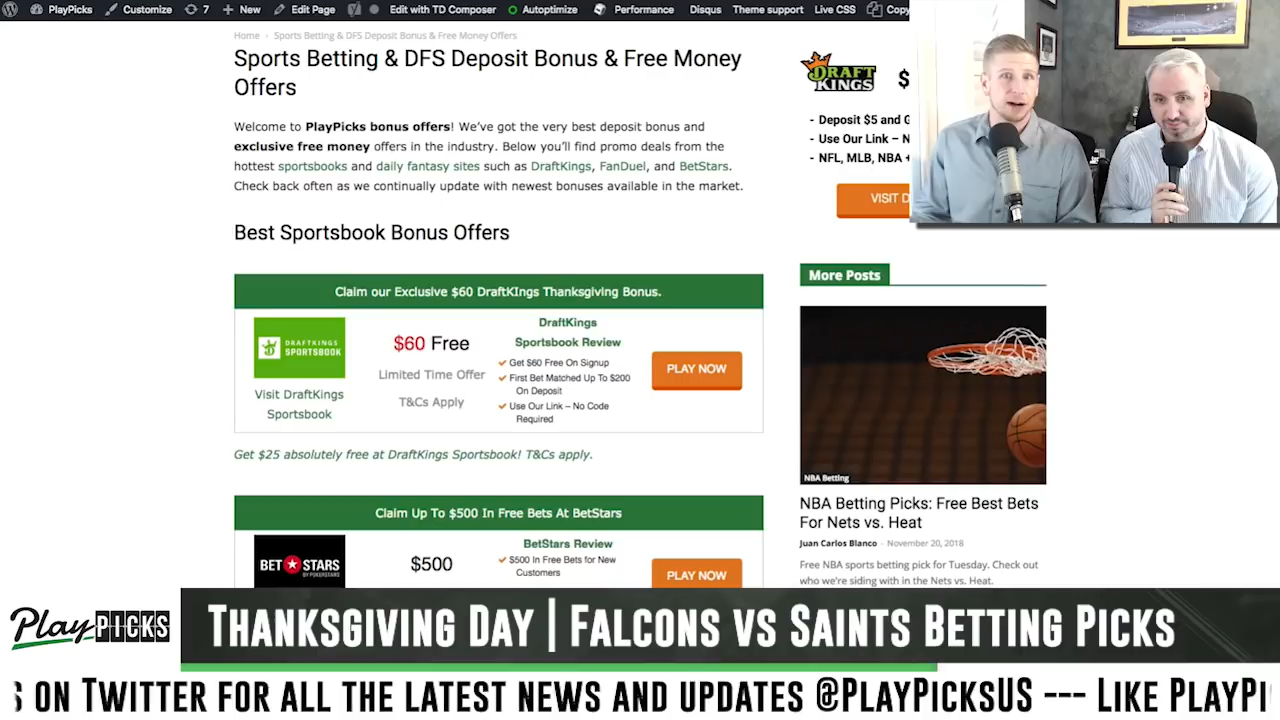 PlayPicks Customize 7 New Edit Page Edit with TD Composer Autoptimize Performance Disqus Theme support Live CSS Copy
Home › Sports Betting & DFS Deposit Bonus & Free Money Offers
Sports Betting & DFS Deposit Bonus & Free Money
Offers
Welcome to PlayPicks bonus offers! We've got the very best deposit bonus and
exclusive free money offers in the industry. Below you'll find promo deals from the
hottest sportsbooks and daily fantasy sites such as DraftKings, FanDuel, and BetStars.
Check back often as we continually update with newest bonuses available in the market.
Best Sportsbook Bonus Offers
Claim our Exclusive $60 DraftKIngs Thanksgiving Bonus.
DRAFTKINGS
SPORTSBOOK
Visit DraftKings
Sportsbook
$60 Free
Limited Time Offer
T&Cs Apply
DraftKings
Sportsbook Review
Get $60 Free On Signup
First Bet Matched Up To $200
On Deposit
Use Our Link – No Code
Required
PLAY NOW
Get $25 absolutely free at DraftKings Sportsbook! T&Cs apply.
Claim Up To $500 In Free Bets At BetStars
BET STARS
BY POKERSTARS
$500
BetStars Review
$500 In Free Bets for New
Customers
PLAY NOW
DRAFT
KINGS
$
- Deposit $5 and G
- Use Our Link – N
- NFL, MLB, NBA +
VISIT D
More Posts
NBA Betting
NBA Betting Picks: Free Best Bets
For Nets vs. Heat
Juan Carlos Blanco - November 20, 2018
Free NBA sports betting pick for Tuesday. Check out
who we're siding with in the Nets vs. Heat.
Play PICKS
THANKSGIVING DAY | FALCONS VS SAINTS BETTING PICKS
S ON TWITTER FOR ALL THE LATEST NEWS AND UPDATES @PLAYPICKSUS --- LIKE PLAYPI